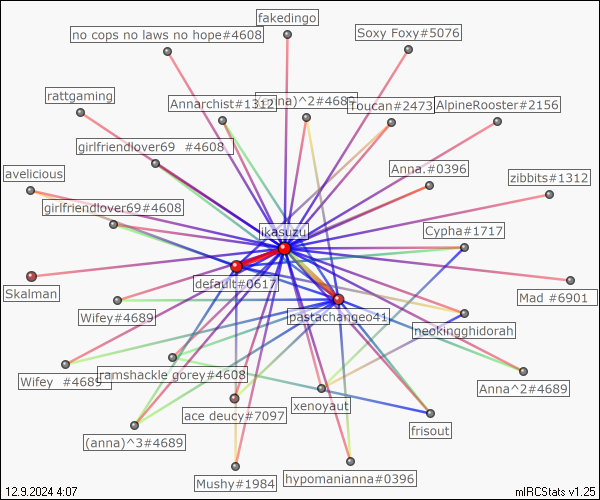 fakedingo
no cops no laws no hope#4608
Soxy Foxy#5076
rattgaming
Annarchist#1312
(anna)^2#4689
Toucan#2473
AlpineRooster#2156
girlfriendlover69 #4608
avelicious
Anna.#0396
zibbits#1312
girlfriendlover69#4608
ikasuzu
Cypha#1717
Skalman
default#0617
Mad #6901
Wifey#4689
pastachangeo41
neokingghidorah
Wifey #4689
ramshackle gorey#4608
Anna^2#4689
ace deucy#7097
xenoyaut
(anna)^3#4689
frisout
Mushy#1984
hypomanianna#0396
12.9.2024 4:07
mIRCStats v1.25